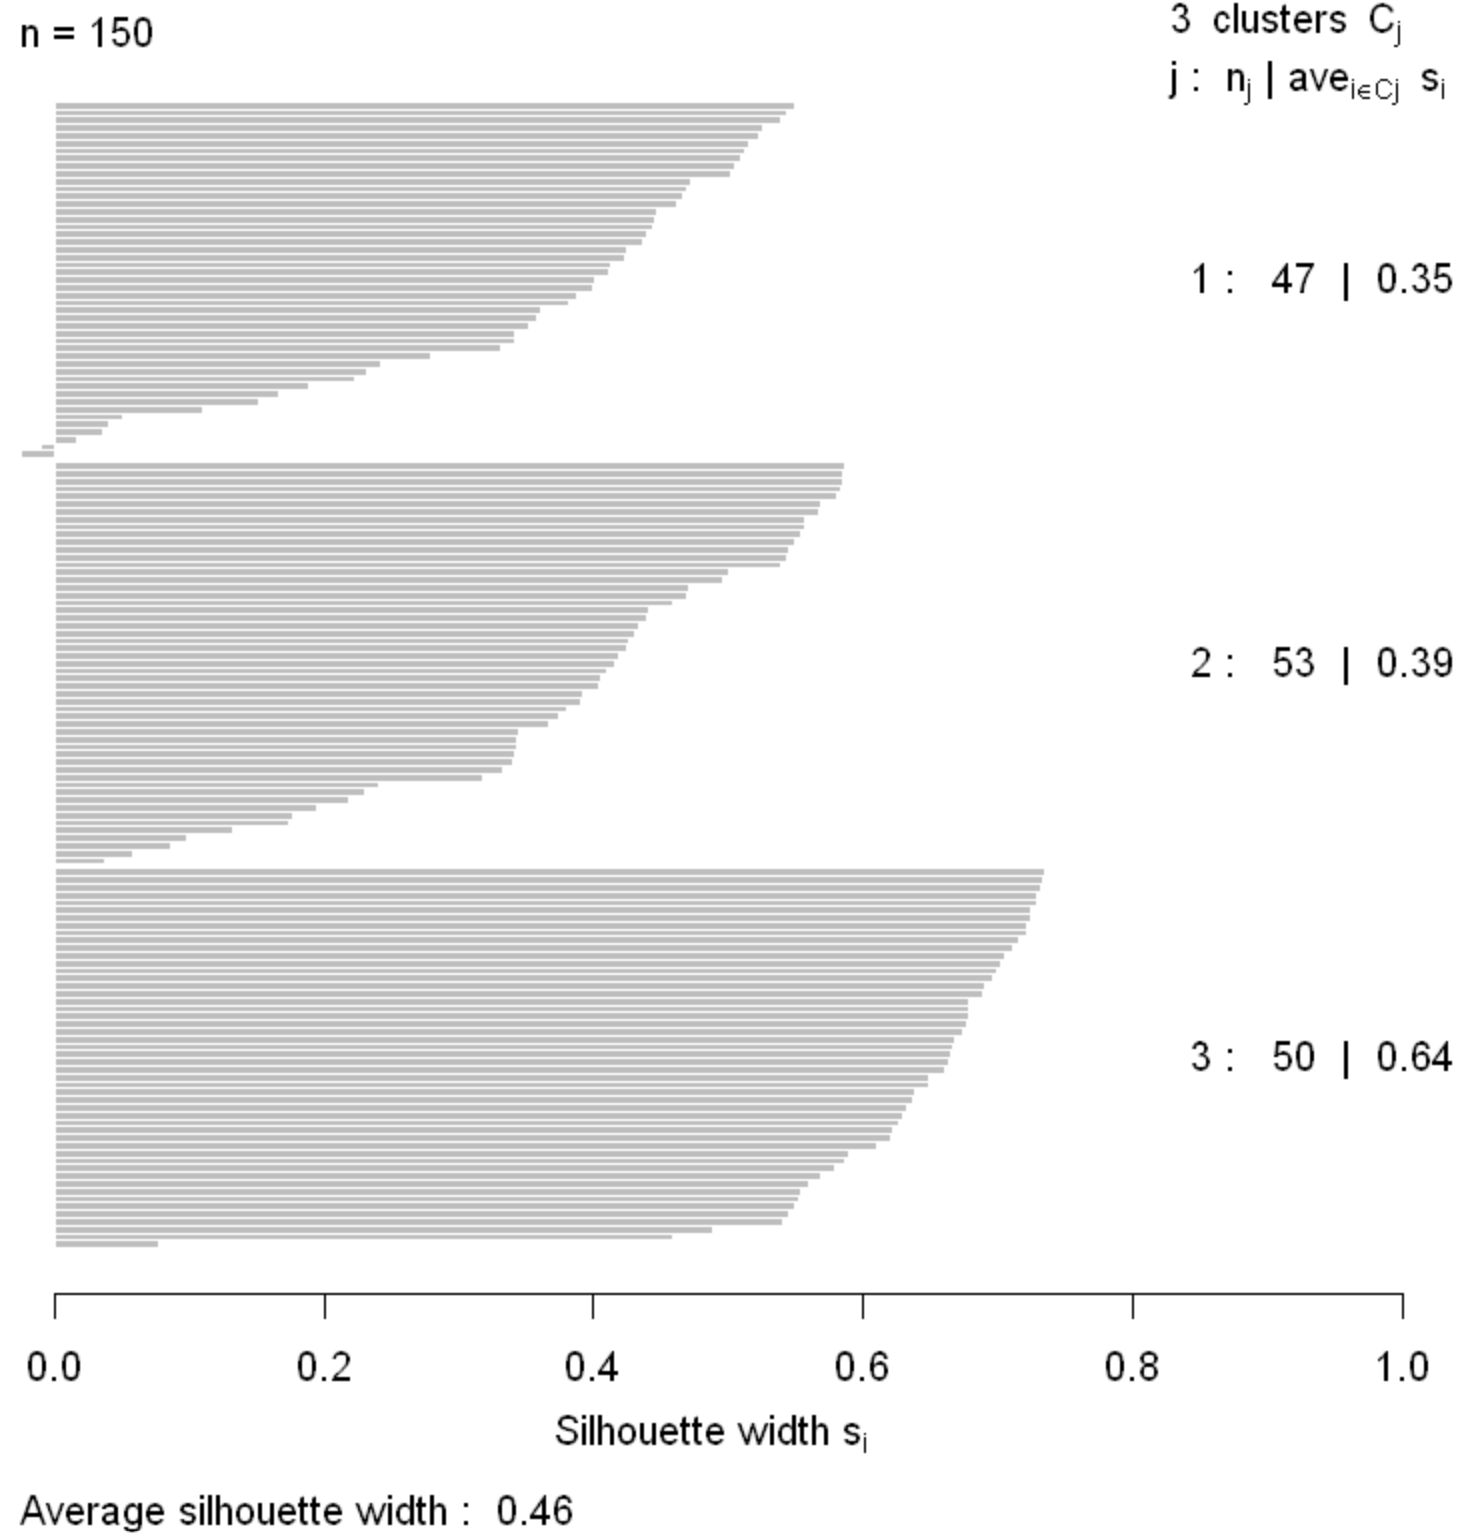 n = 150
3 clusters Cj
j : nj | avei∈Cj si
1 : 47 | 0.35
2 : 53 | 0.39
3 : 50 | 0.64
0.0 0.2 0.4 0.6 0.8 1.0
Silhouette width si
Average silhouette width : 0.46